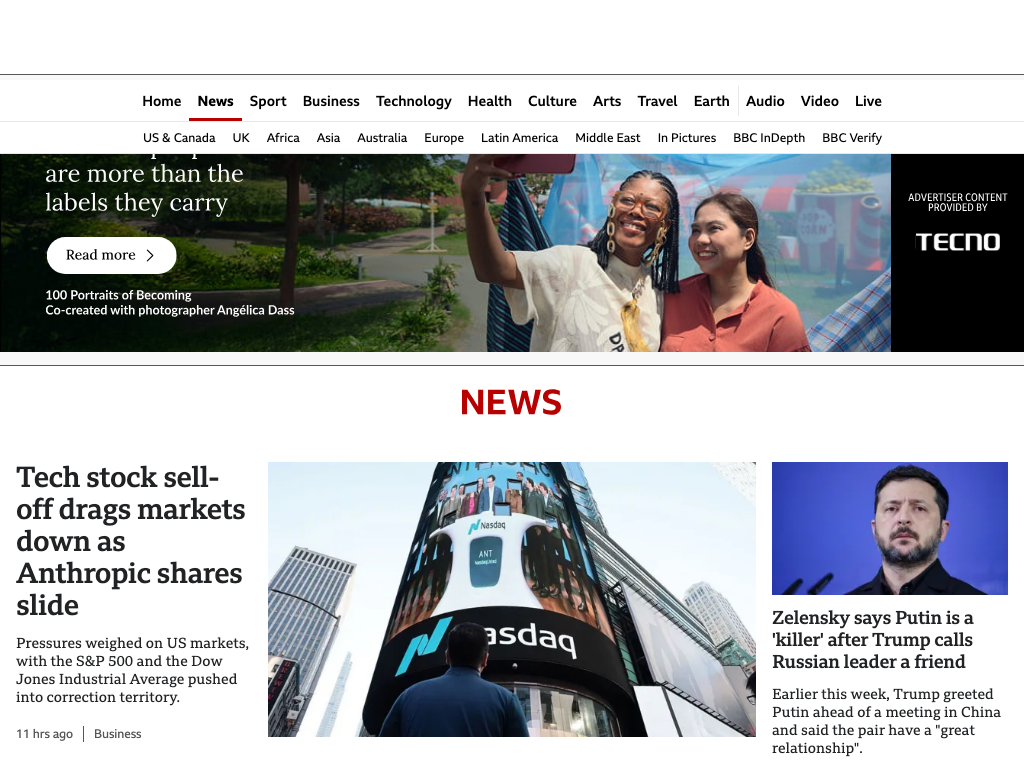 Home News Sport Business Technology Health Culture Arts Travel Earth Audio Video Live
US & Canada UK Africa Asia Australia Europe Latin America Middle East In Pictures BBC InDepth BBC Verify
are more than the
labels they carry
Read more
100 Portraits of Becoming
Co-created with photographer Angélica Dass
ADVERTISER CONTENT
PROVIDED BY
TECNO
NEWS
Tech stock sell-
off drags markets
down as
Anthropic shares
slide
Pressures weighed on US markets,
with the S&P 500 and the Dow
Jones Industrial Average pushed
into correction territory.
11 hrs ago
Business
Nasdaq
ANT
asdaq
Zelensky says Putin is a
'killer' after Trump calls
Russian leader a friend
Earlier this week, Trump greeted
Putin ahead of a meeting in China
and said the pair have a "great
relationship".